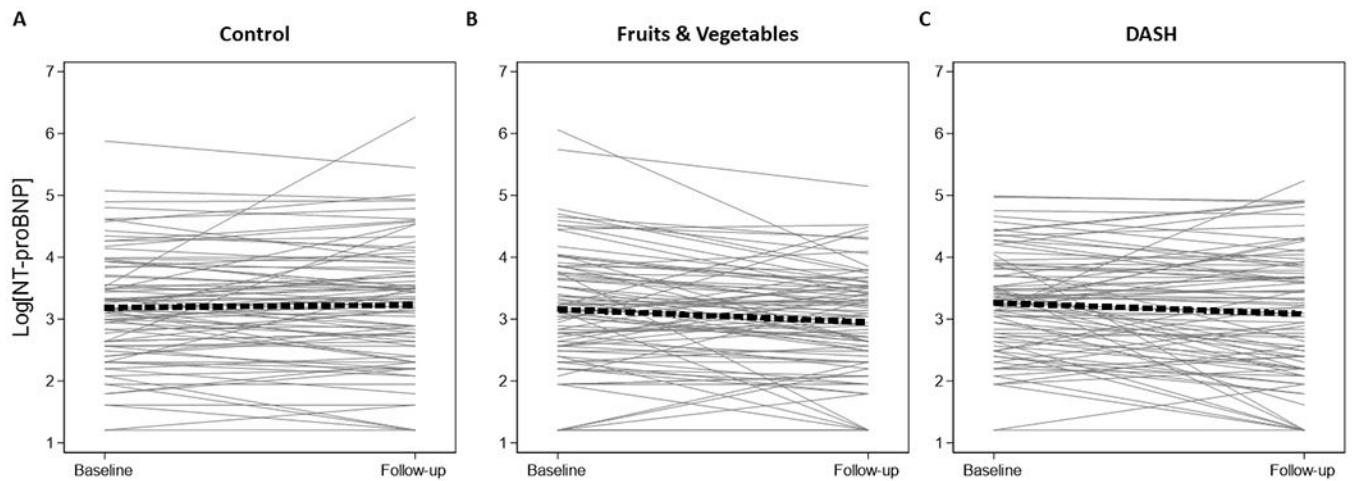 A
Control
B
Fruits & Vegetables
C
DASH
Log[NT-proBNP]
7
6
5
4
3
2
1
Baseline
Follow-up
7
6
5
4
3
2
1
Baseline
Follow-up
7
6
5
4
3
2
1
Baseline
Follow-up